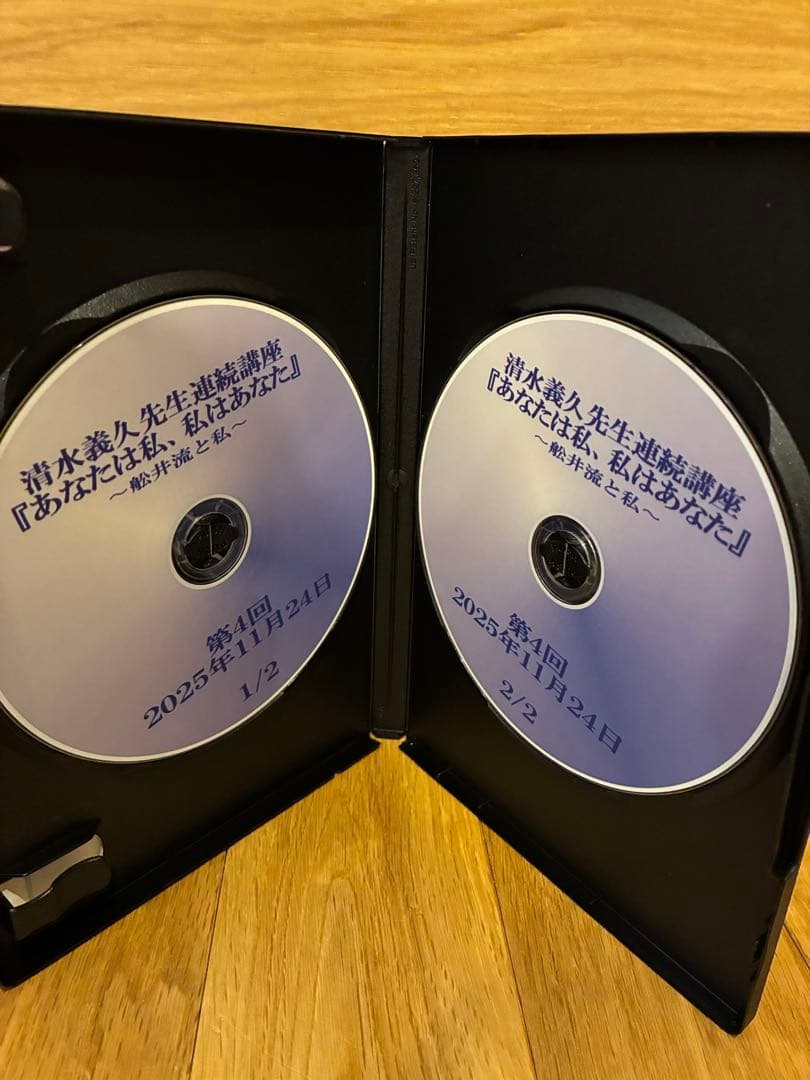 清水義久先生連続講座
『あなたは私、私はあなた』
～舩井流と私～
第4回
2025年11月24日
1/2
清水義久先生連続講座
『あなたは私、私はあなた』
～舩井流と私～
第4回
2025年11月24日
2/2